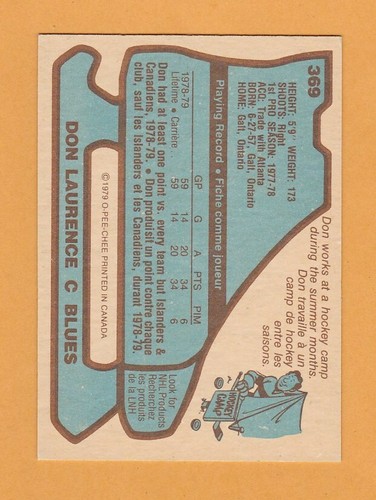 369
HEIGHT: 5'9" WEIGHT: 173
SHOOTS: Right
1st PRO SEASON: 1977-78
ACQ: Trade with Atlanta
BORN: 6-27-57, Galt, Ontario
HOME: Galt, Ontario
Playing Record • Fiche comme joueur
GP G A PTS PIM
1978-79 59 14 20 34 6
Lifetime • Carrière 59 14 20 34 6
Don had at least one point vs. every team but Islanders &
Canadiens, 1978-79. • Don produisit un point contre chaque
club, sauf les Islanders et les Canadiens, durant 1978-79.
©1979 O-PEE-CHEE PRINTED IN CANADA
DON LAURENCE C BLUES
Don works at a hockey camp
during the summer months.
Don travaille à un
camp de hockey
entre les
saisons.
HOCKEY
CAMP
Look for
NHL Products
Recherchez
les produits
de la LNH